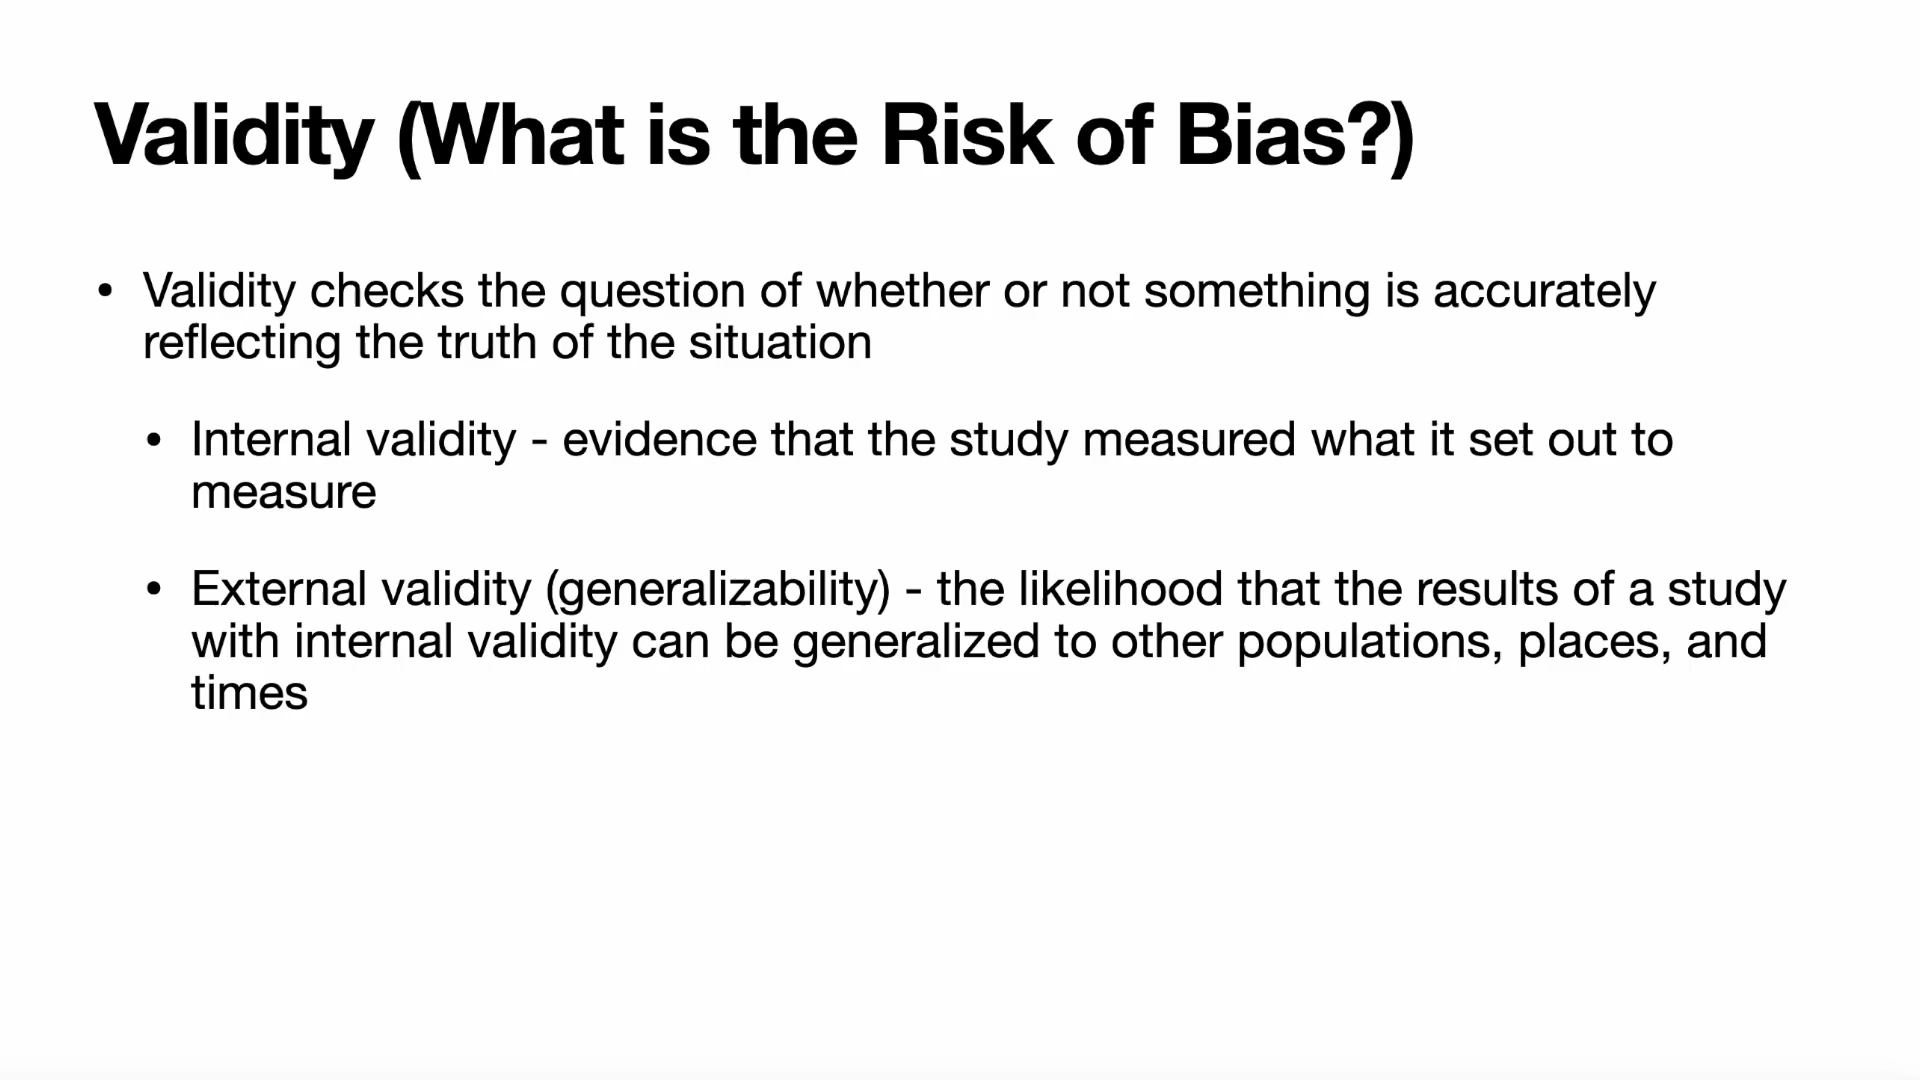 Validity (What is the Risk of Bias?)
• Validity checks the question of whether or not something is accurately
reflecting the truth of the situation
• Internal validity - evidence that the study measured what it set out to
measure
• External validity (generalizability) - the likelihood that the results of a study
with internal validity can be generalized to other populations, places, and
times